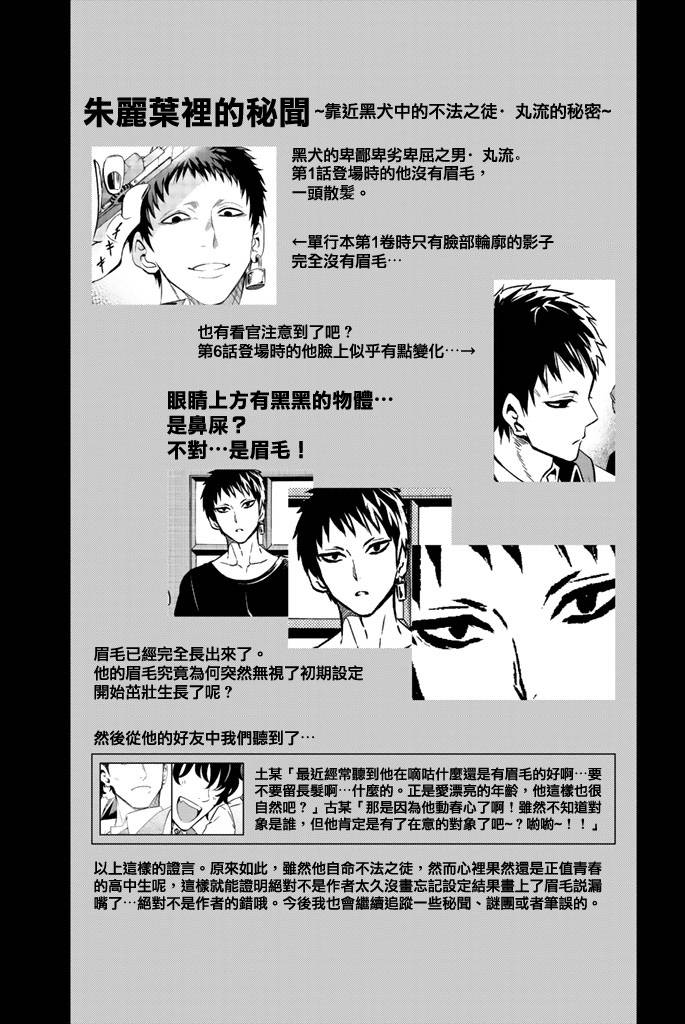 朱麗葉裡的秘聞 ~靠近黑犬中的不法之徒·丸流的秘密~
黑犬的卑鄙卑劣卑屈之男·丸流。
第1話登場時的他沒有眉毛，
一頭散髮。
←單行本第1卷時只有臉部輪廓的影子
完全沒有眉毛…
也有看官注意到了吧？
第6話登場時的他臉上似乎有點變化…→
眼睛上方有黑黑的物體…
是鼻屎？
不對…是眉毛！
眉毛已經完全長出來了。
他的眉毛究竟為何突然無視了初期設定
開始茁壯生長了呢？
然後從他的好友中我們聽到了…
土某「最近經常聽到他在嘀咕什麼還是有眉毛的好啊…要
不要留長髮啊…什麼的。正是愛漂亮的年齡，他這樣也很
自然吧？」古某「那是因為他動春心了啊！雖然不知道對
象是誰，但他肯定是有了在意的對象了吧~？喲喲~！！」
以上這樣的證言。原來如此，雖然他自命不法之徒，然而心裡果然還是正值青春
的高中生呢，這樣就能證明絕對不是作者太久沒畫忘記設定結果畫上了眉毛説漏
嘴了…絕對不是作者的錯哦。今後我也會繼續追蹤一些秘聞、謎團或者筆誤的。